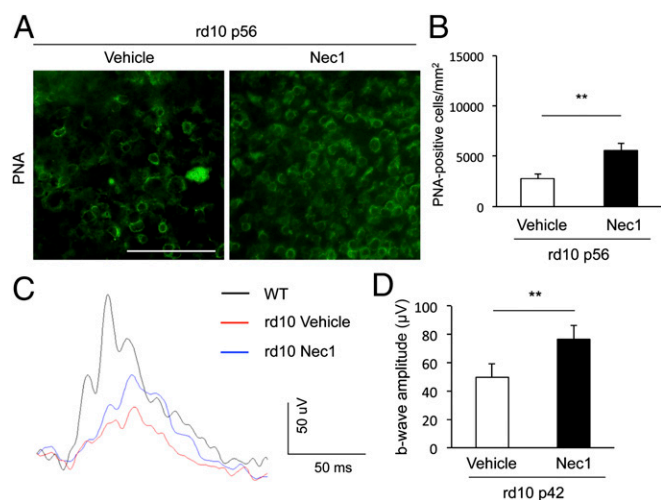 A
rd10 p56
Vehicle
Nec1
PNA
B
PNA-positive cells/mm²
15000
10000
5000
0
**
Vehicle
Nec1
rd10 p56
C
WT
rd10 Vehicle
rd10 Nec1
50 uV
50 ms
D
b-wave amplitude (μV)
100
80
60
40
20
0
**
Vehicle
Nec1
rd10 p42